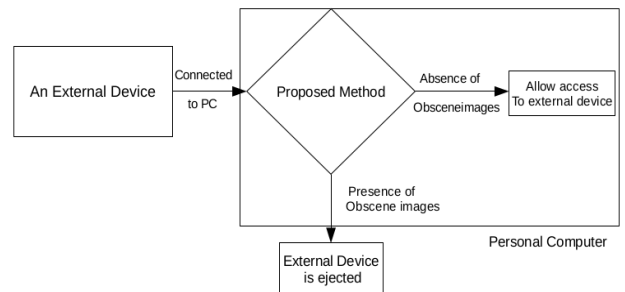 An External Device
Connected
to PC
Proposed Method
Absence of
Obsceneimages
Allow access
To external device
Presence of
Obscene images
Personal Computer
External Device
is ejected